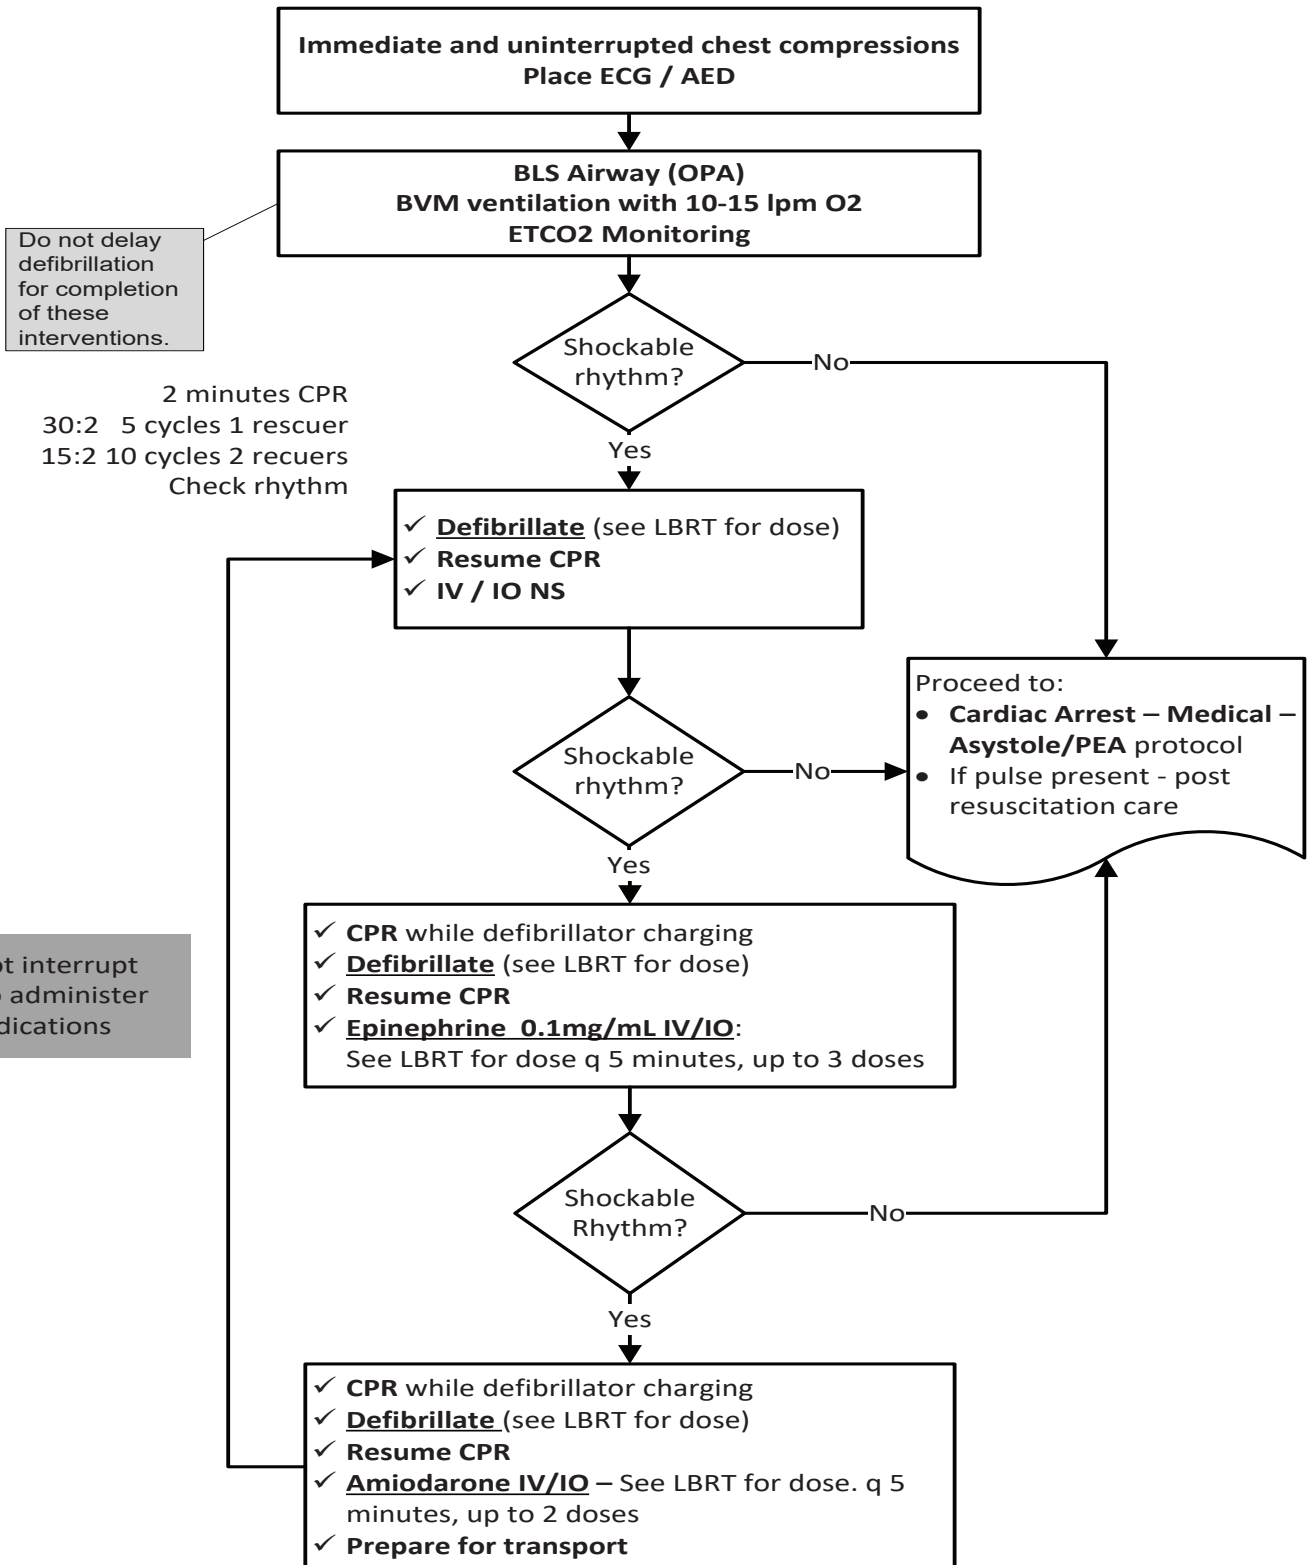 Immediate and uninterrupted chest compressions
Place ECG / AED
BLS Airway (OPA)
BVM ventilation with 10-15 lpm O2
ETCO2 Monitoring
Do not delay
defibrillation
for completion
of these
interventions.
Shockable
rhythm?
No
2 minutes CPR
30:2 5 cycles 1 rescuer
15:2 10 cycles 2 recuers
Check rhythm
Yes
✓ Defibrillate (see LBRT for dose)
✓ Resume CPR
✓ IV / IO NS
Shockable
rhythm?
No
Proceed to:
• Cardiac Arrest – Medical –
Asystole/PEA protocol
• If pulse present - post
resuscitation care
Yes
interrupt
administer
✓ CPR while defibrillator charging
✓ Defibrillate (see LBRT for dose)
✓ Resume CPR
✓ Epinephrine 0.1mg/mL IV/IO:
See LBRT for dose q 5 minutes, up to 3 doses
Shockable
Rhythm?
No
Yes
✓ CPR while defibrillator charging
✓ Defibrillate (see LBRT for dose)
✓ Resume CPR
✓ Amiodarone IV/IO – See LBRT for dose. q 5
minutes, up to 2 doses
✓ Prepare for transport